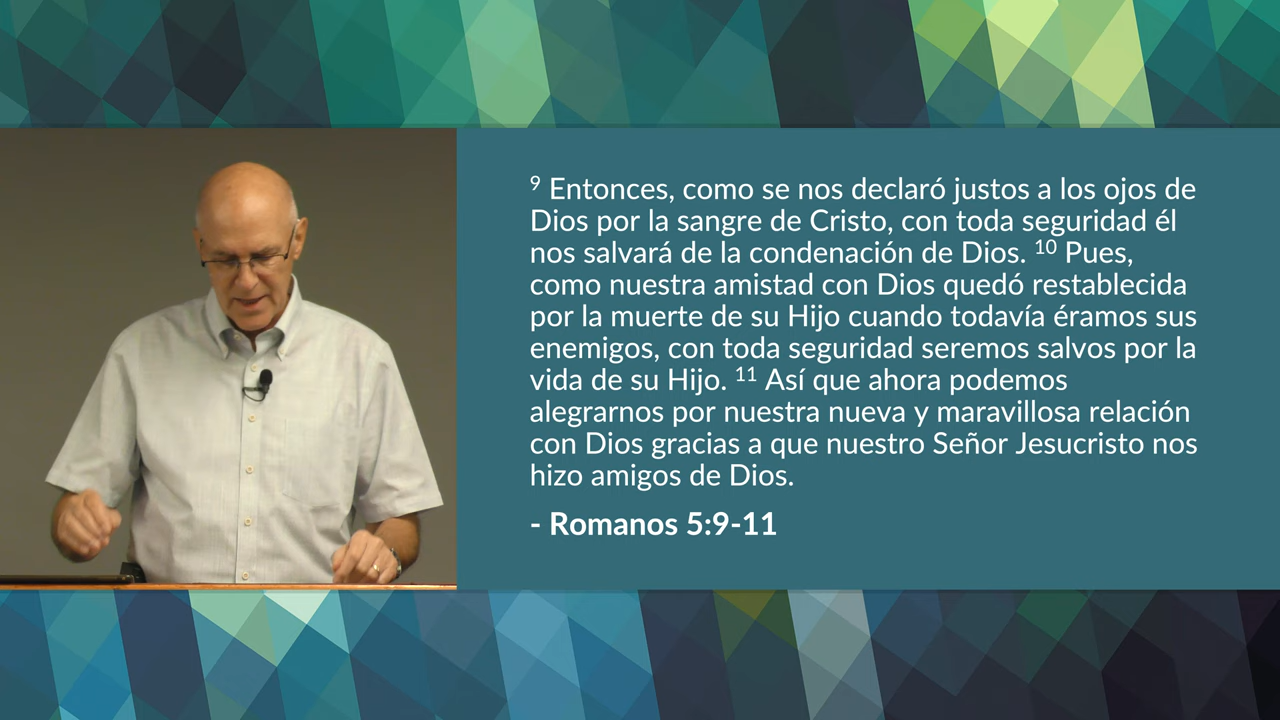 9 Entonces, como se nos declaró justos a los ojos de
Dios por la sangre de Cristo, con toda seguridad él
nos salvará de la condenación de Dios. 10 Pues,
como nuestra amistad con Dios quedó restablecida
por la muerte de su Hijo cuando todavía éramos sus
enemigos, con toda seguridad seremos salvos por la
vida de su Hijo. 11 Así que ahora podemos
alegrarnos por nuestra nueva y maravillosa relación
con Dios gracias a que nuestro Señor Jesucristo nos
hizo amigos de Dios.
- Romanos 5:9-11